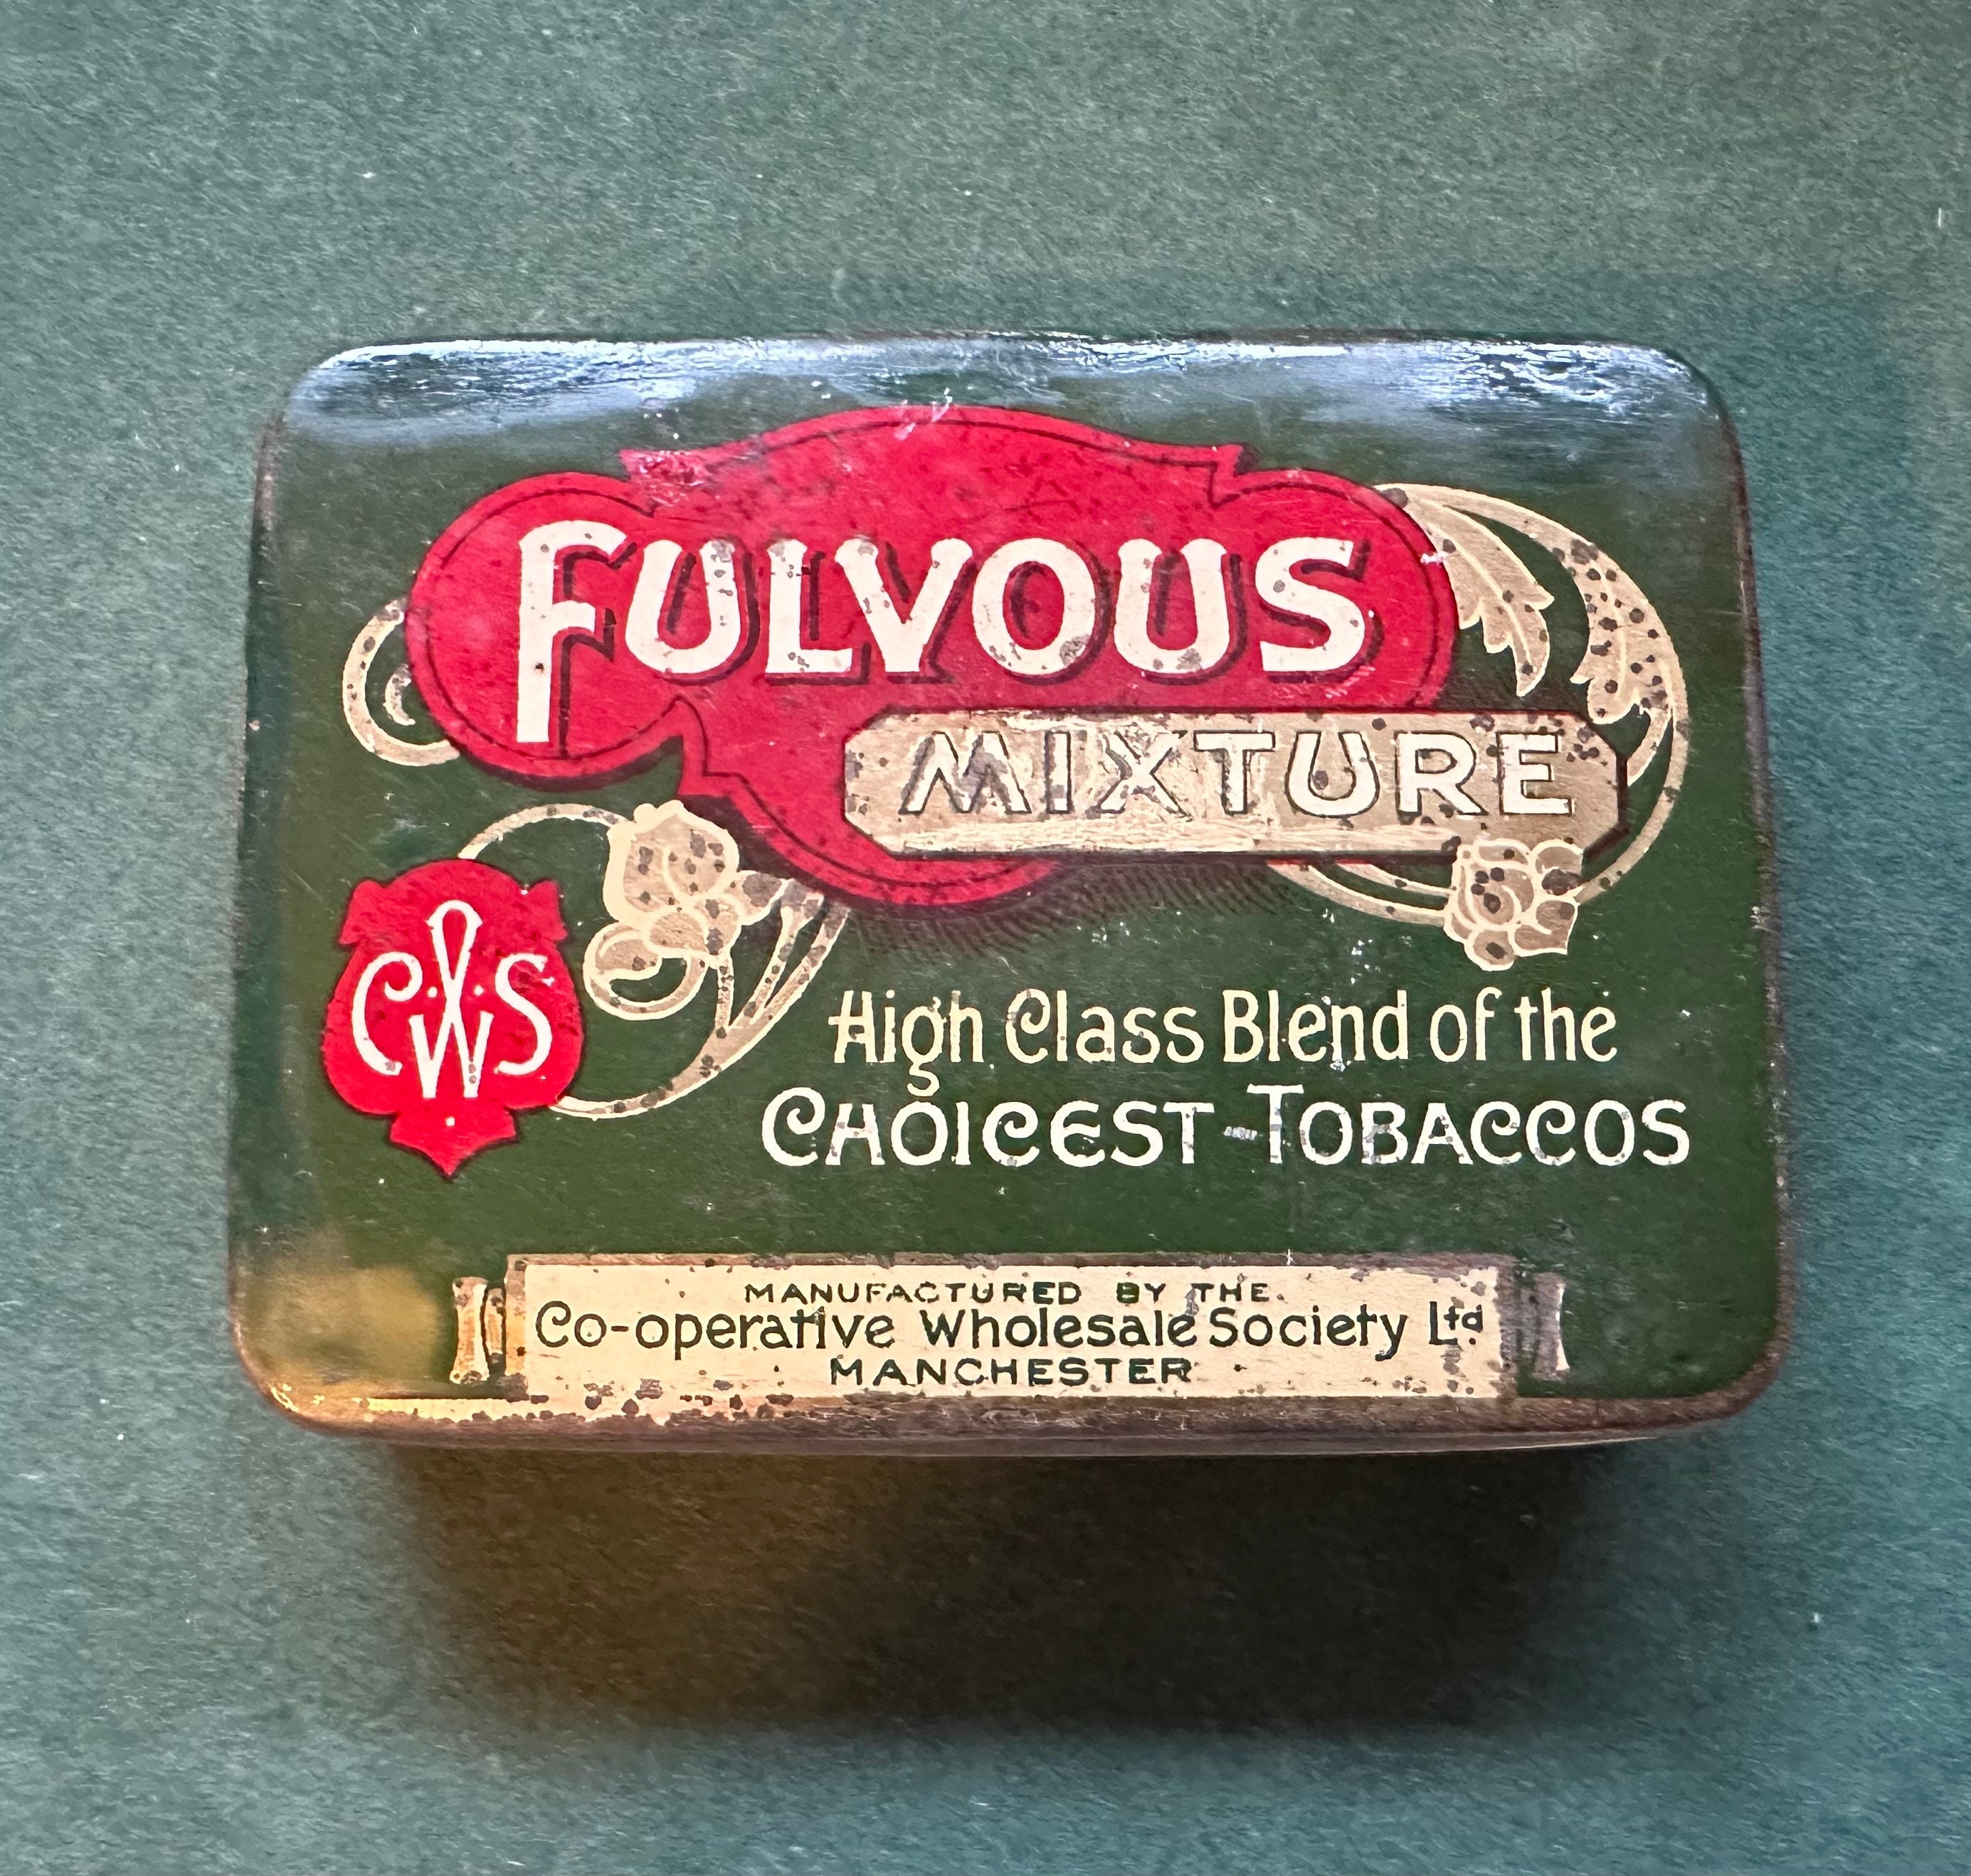 FULVOUS
MIXTURE
CWS
High Class Blend of the
CHOICEST TOBACCOS
MANUFACTURED BY THE
Co-operative Wholesale Society Ltd.
MANCHESTER